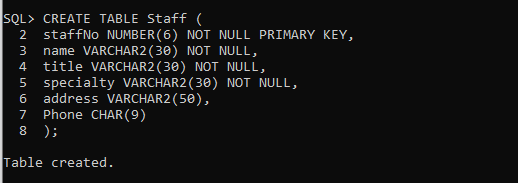 SQL> CREATE TABLE Staff (
2 staffNo NUMBER(6) NOT NULL PRIMARY KEY,
3 name VARCHAR2(30) NOT NULL,
4 title VARCHAR2(30) NOT NULL,
5 specialty VARCHAR2(30) NOT NULL,
6 address VARCHAR2(50),
7 Phone CHAR(9)
8 );
Table created.